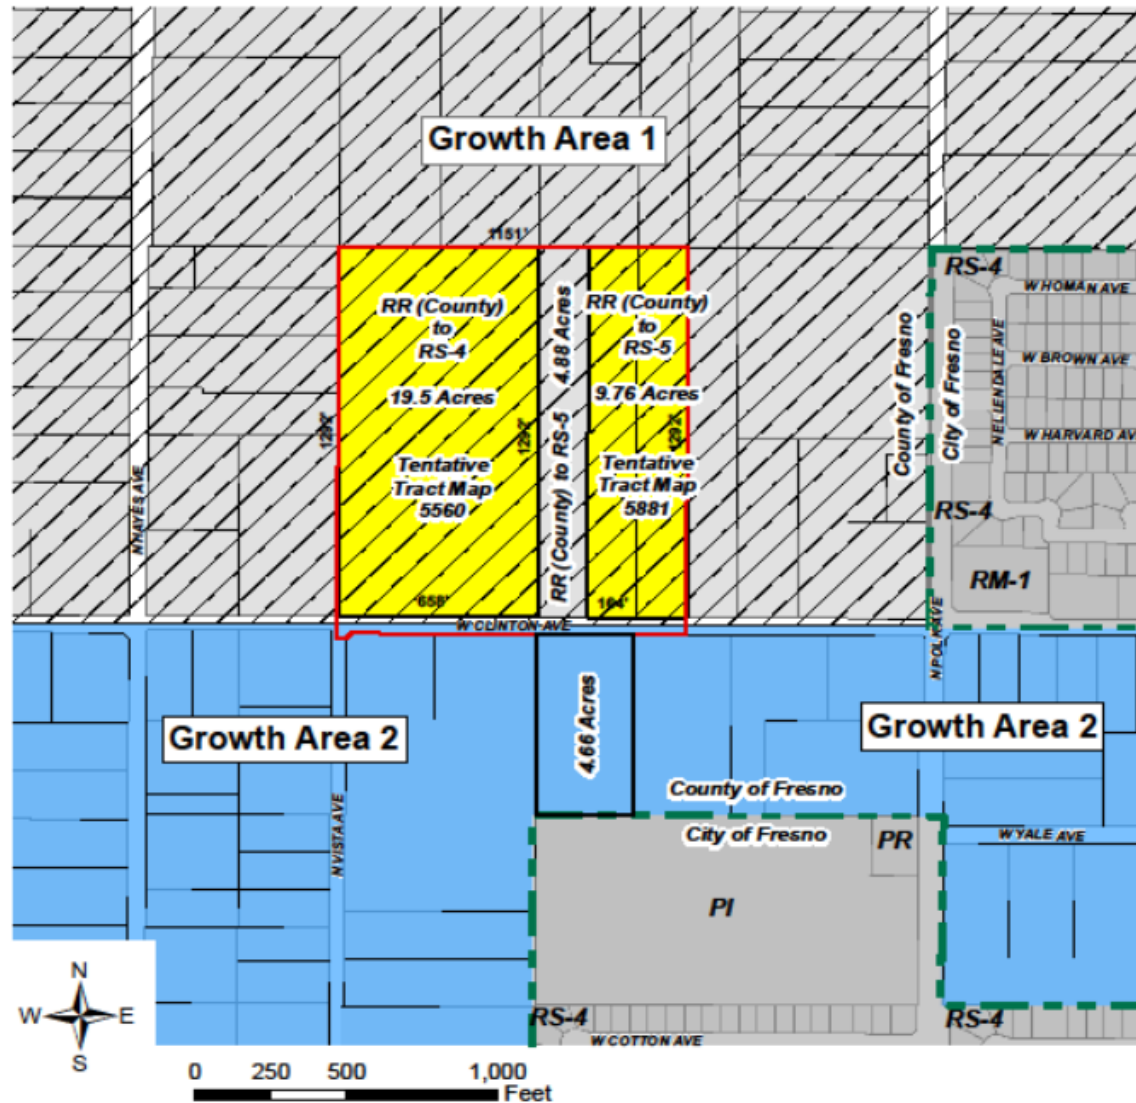 Growth Area 1
1151'
RR (County)
to
RS-4
19.5 Acres
1292'
Tentative
Tract Map
5560
658'
RR (County) to RS-5 4.88 Acres
1292'
RR (County)
to
RS-5
9.76 Acres
1292'
Tentative
Tract Map
5881
164'
County of Fresno
City of Fresno
RS-4
W HOMAN AVE
N ELLENDALE AVE
W BROWN AVE
W HARVARD AV
RS-4
RM-1
N HAYES AVE
W CLINTON AVE
N POLK AVE
Growth Area 2
4.66 Acres
Growth Area 2
N VISTA AVE
County of Fresno
City of Fresno
PR
W YALE AVE
PI
RS-4
W COTTON AVE
RS-4
N
W E
S
0 250 500 1,000
Feet